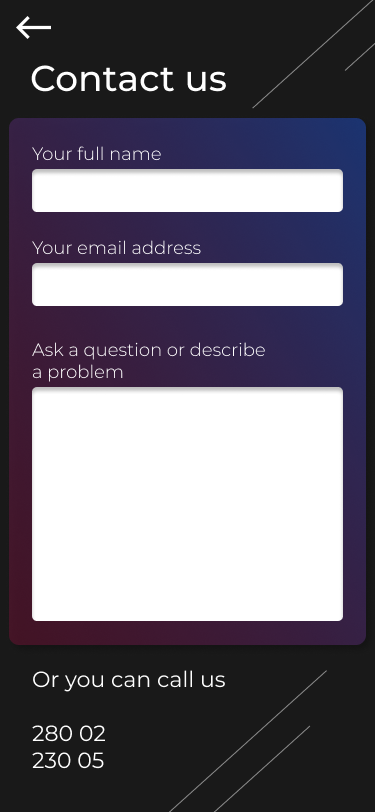 Contact us
Your full name
Your email address
Ask a question or describe
a problem
Or you can call us
280 02
230 05